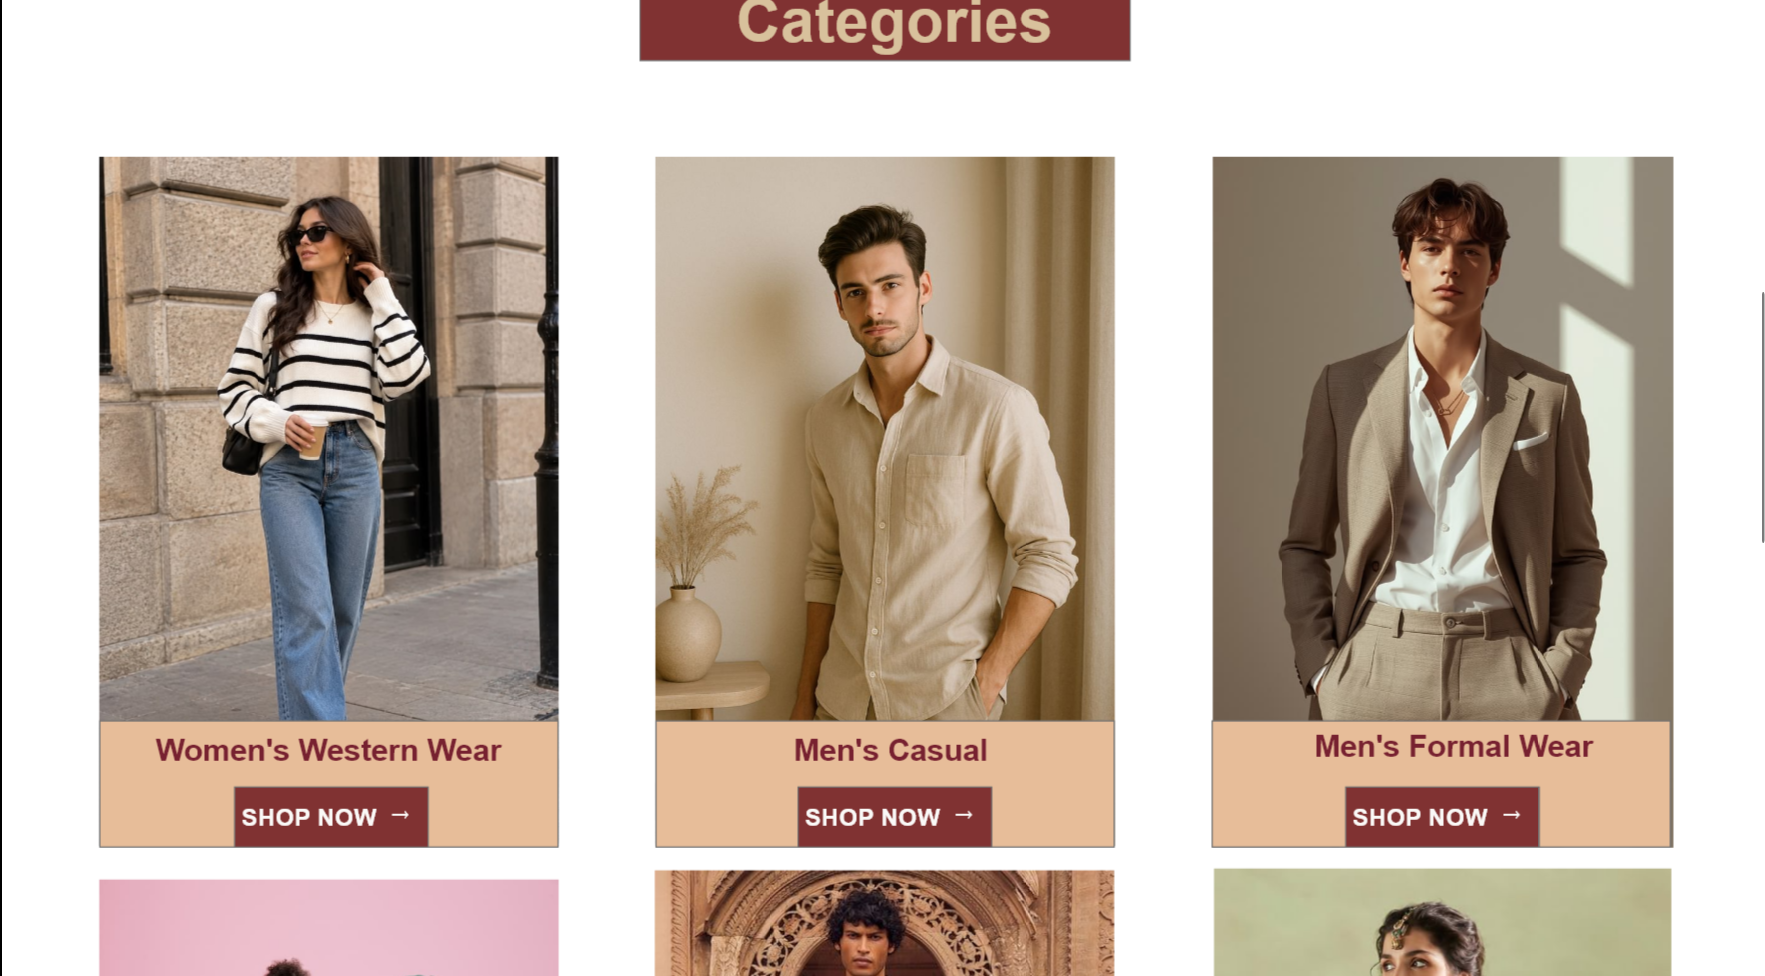 Categories
Women's Western Wear
SHOP NOW →
Men's Casual
SHOP NOW →
Men's Formal Wear
SHOP NOW →